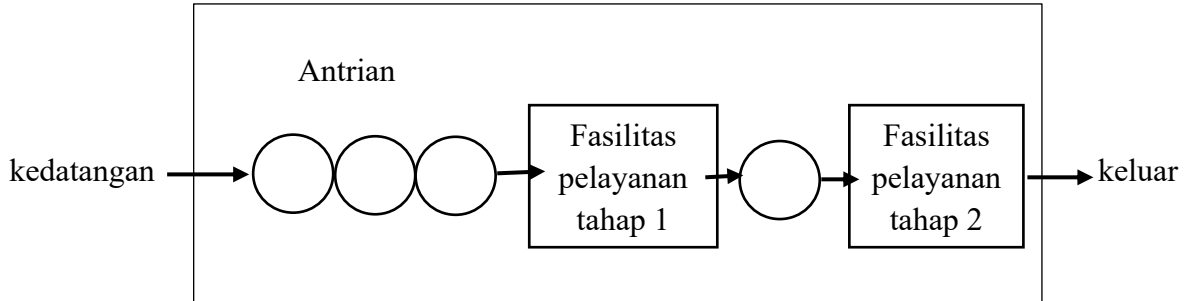 Antrian
kedatangan
Fasilitas
pelayanan
tahap 1
Fasilitas
pelayanan
tahap 2
keluar